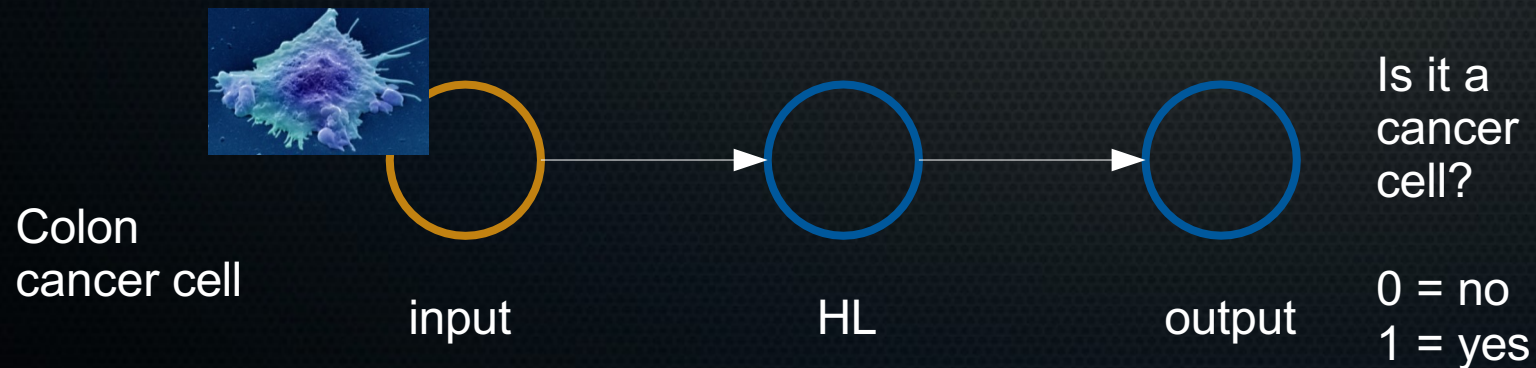 Colon
cancer cell
input
HL
output
Is it a
cancer
cell?
0 = no
1 = yes